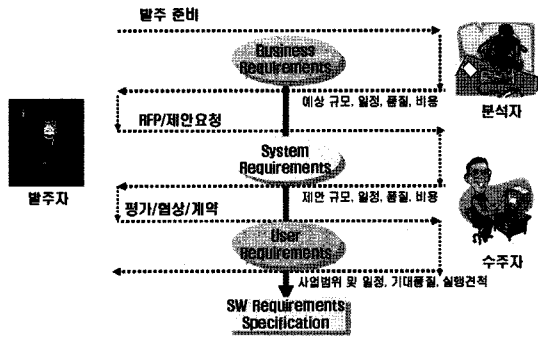 발주 준비
Business
Requirements
예상 규모, 일정, 품질, 비용
분석자
RFP/제안요청
System
Requirements
발주자
제안 규모, 일정, 품질, 비용
평가/협상/계약
User
Requirements
수주자
사업범위 및 일정, 기대품질, 실행견적
SW Requirements
Specification